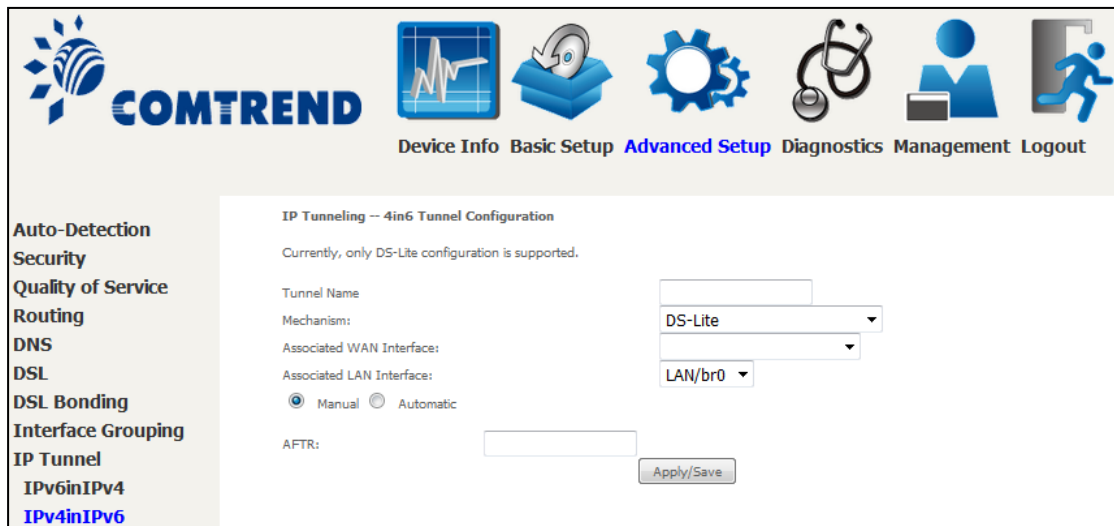 COMTREND
Device Info Basic Setup Advanced Setup Diagnostics Management Logout
Auto-Detection
Security
Quality of Service
Routing
DNS
DSL
DSL Bonding
Interface Grouping
IP Tunnel
IPv6inIPv4
IPv4inIPv6
IP Tunneling -- 4in6 Tunnel Configuration
Currently, only DS-Lite configuration is supported.
Tunnel Name
Mechanism: DS-Lite
Associated WAN Interface:
Associated LAN Interface: LAN/br0
Manual Automatic
AFTR:
Apply/Save